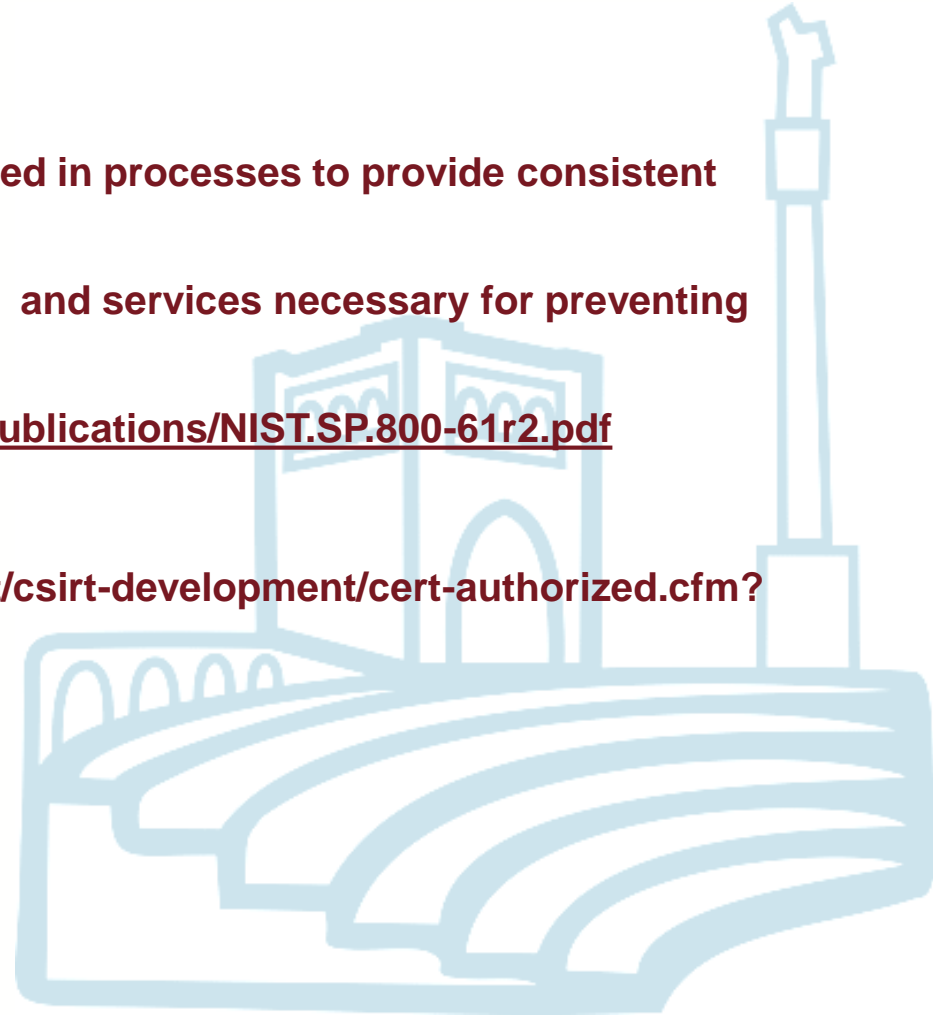 ed in processes to provide consistent
and services necessary for preventing
ublications/NIST.SP.800-61r2.pdf
/csirt-development/cert-authorized.cfm?